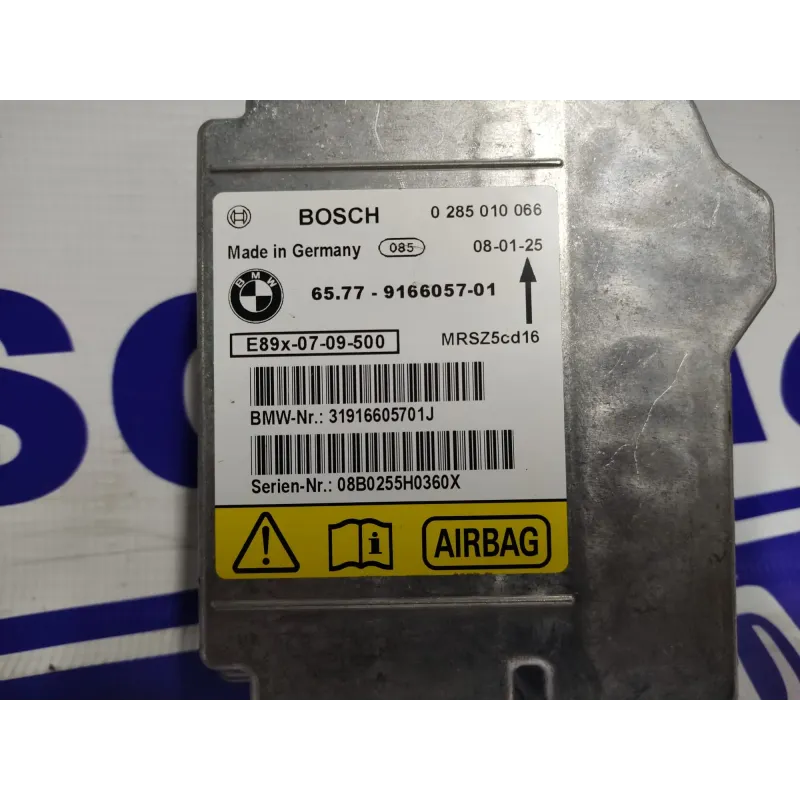 BOSCH 0 285 010 066
Made in Germany 085 08-01-25
BMW 65.77 - 9166057-01
E89x-07-09-500 MRSZ5cd16
BMW-Nr.: 31916605701J
Serien-Nr.: 08B0255H0360X
AIRBAG